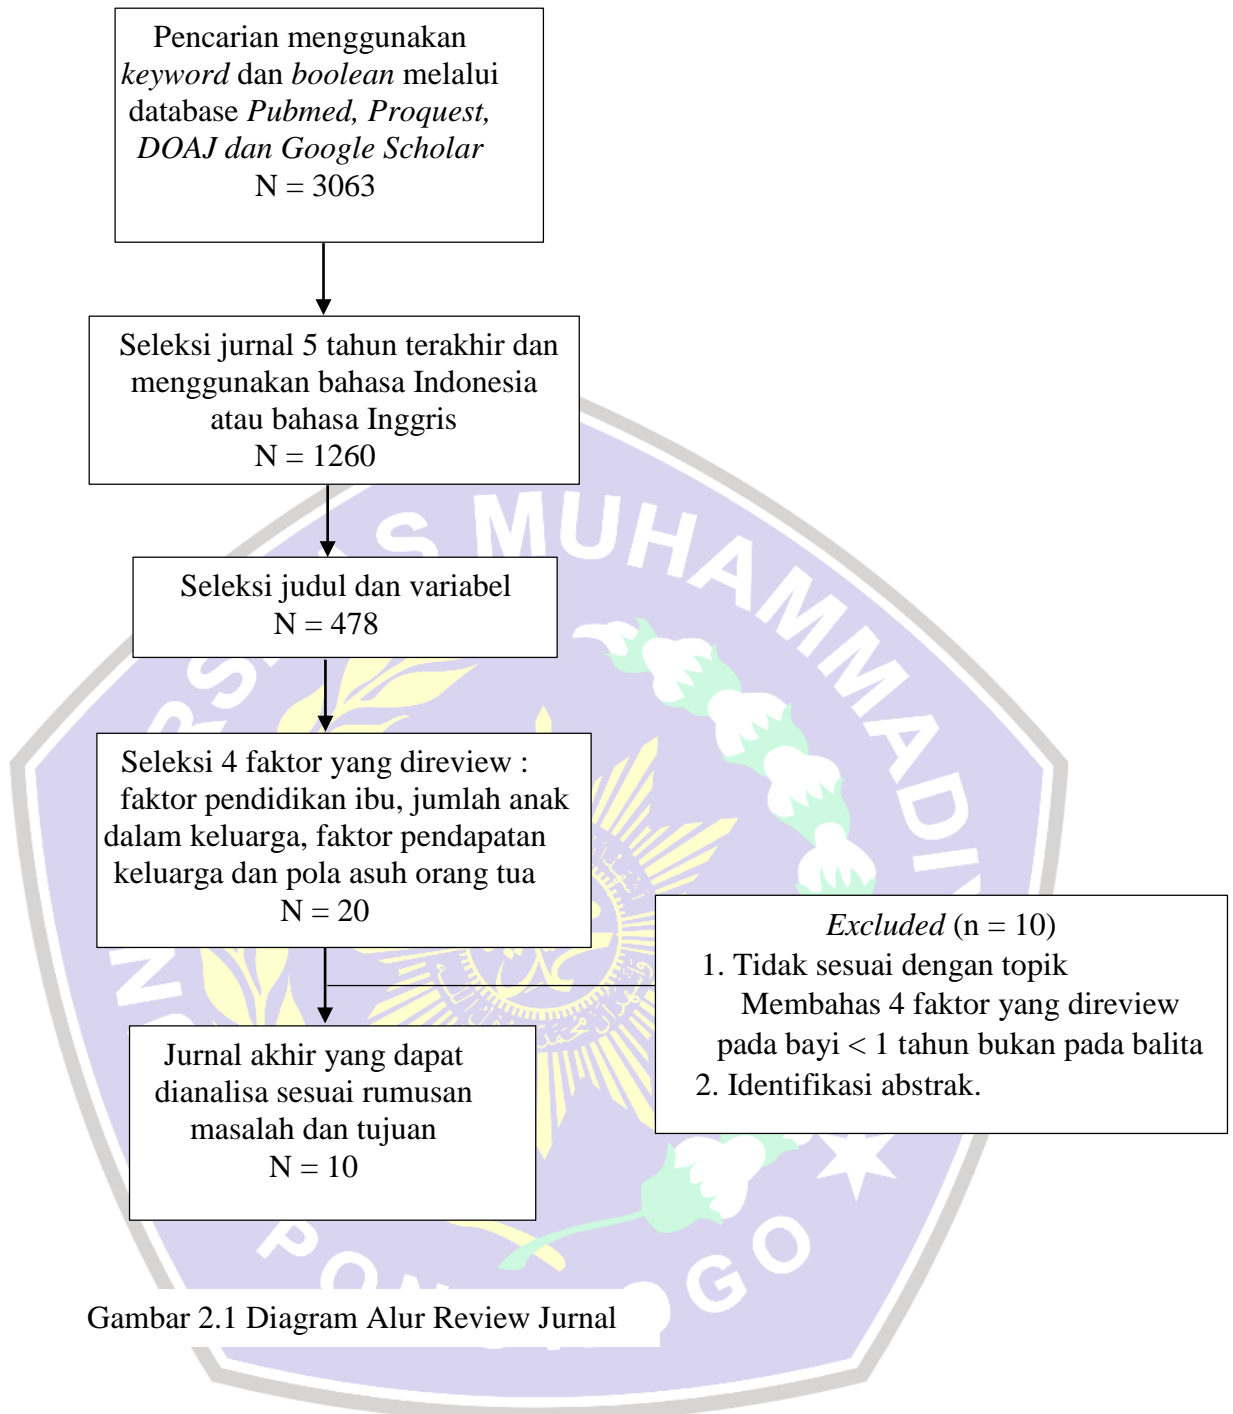 Pencarian menggunakan
keyword dan boolean melalui
database Pubmed, Proquest,
DOAJ dan Google Scholar
N = 3063
Seleksi jurnal 5 tahun terakhir dan
menggunakan bahasa Indonesia
atau bahasa Inggris
N = 1260
Seleksi judul dan variabel
N = 478
Seleksi 4 faktor yang direview :
faktor pendidikan ibu, jumlah anak
dalam keluarga, faktor pendapatan
keluarga dan pola asuh orang tua
N = 20
Excluded (n = 10)
1. Tidak sesuai dengan topik
Membahas 4 faktor yang direview
pada bayi < 1 tahun bukan pada balita
2. Identifikasi abstrak.
Jurnal akhir yang dapat
dianalisa sesuai rumusan
masalah dan tujuan
N = 10
Gambar 2.1 Diagram Alur Review Jurnal